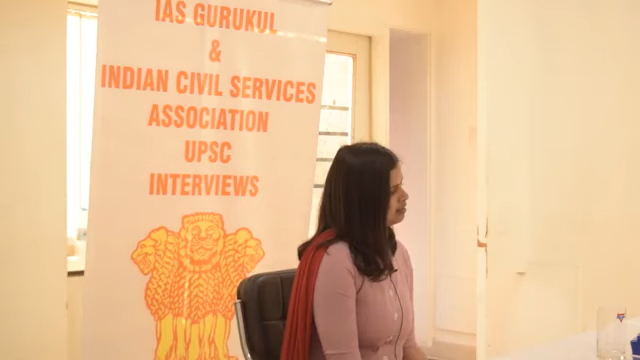 IAS GURUKUL
&
INDIAN CIVIL SERVICES
ASSOCIATION
UPSC
INTERVIEWS